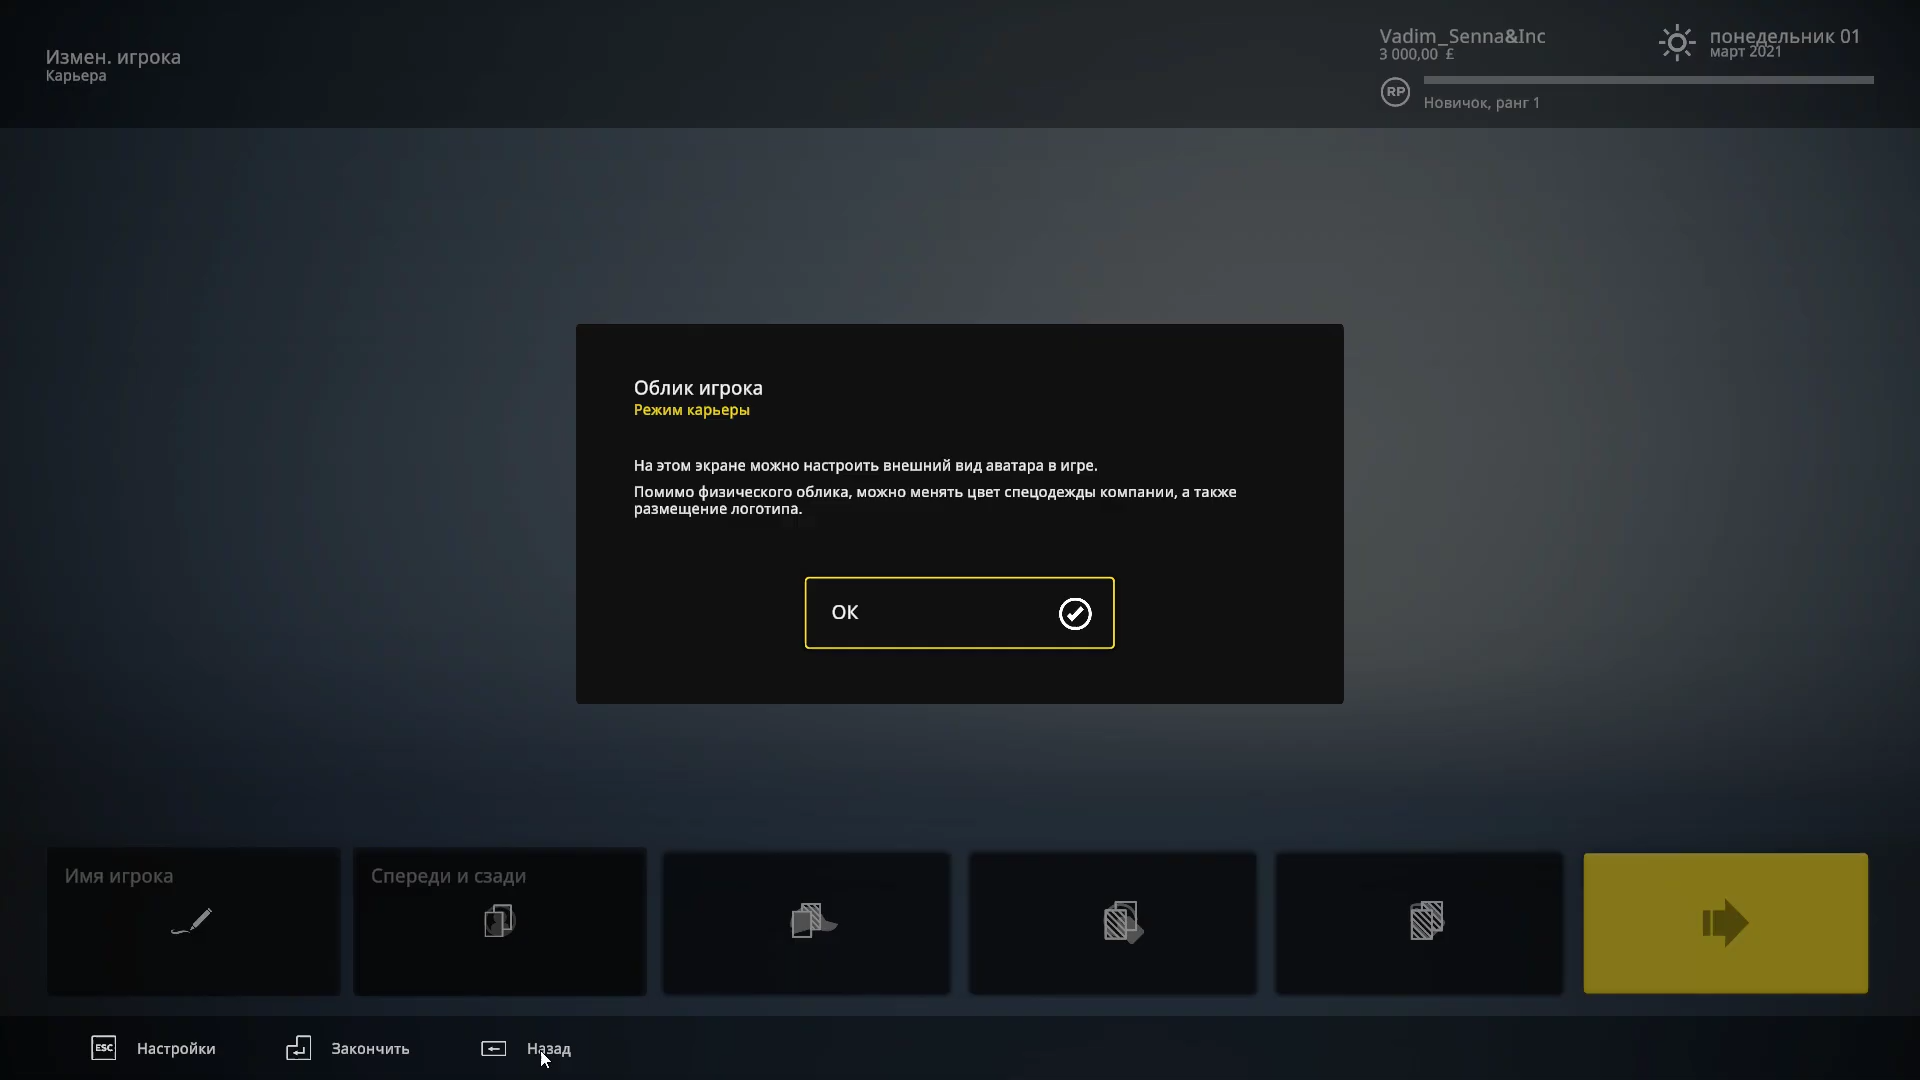 Измен. игрока
Карьера
Vadim_Senna&Inc
3 000,00 £
понедельник 01
март 2021
RP
Новичок, ранг 1
Облик игрока
Режим карьеры
На этом экране можно настроить внешний вид аватара в игре.
Помимо физического облика, можно менять цвет спецодежды компании, а также
размещение логотипа.
ОК
Имя игрока
Спереди и сзади
ESC Настройки
Закончить
Назад